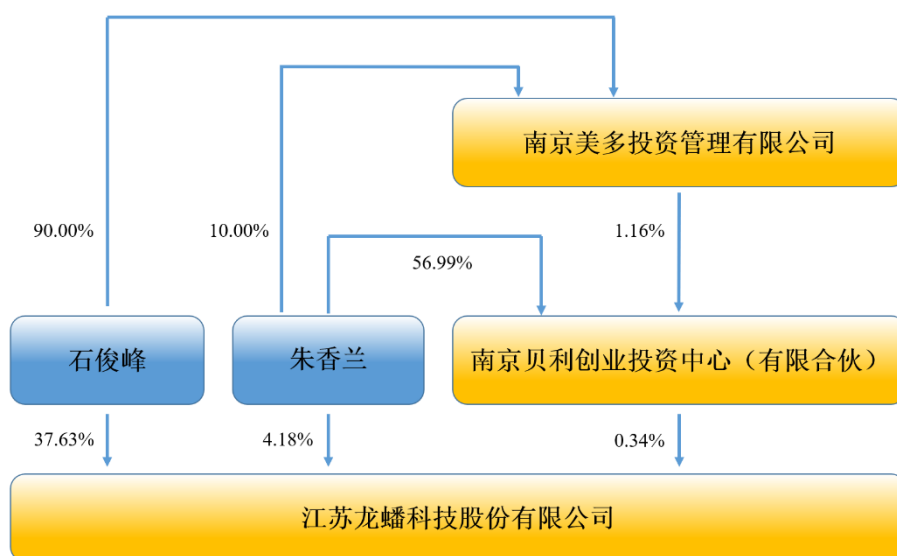 南京美多投资管理有限公司
90.00%
10.00%
1.16%
56.99%
石俊峰
朱香兰
南京贝利创业投资中心（有限合伙）
37.63%
4.18%
0.34%
江苏龙蟠科技股份有限公司